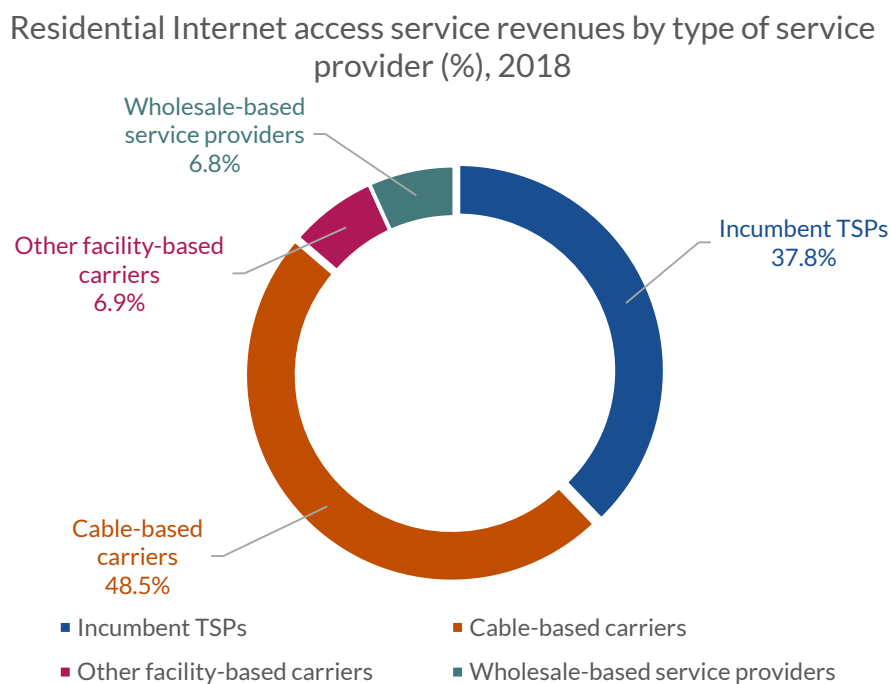 Residential Internet access service revenues by type of service
provider (%), 2018
Wholesale-based
service providers
6.8%
Incumbent TSPs
37.8%
Other facility-based
carriers
6.9%
Cable-based
carriers
48.5%
Incumbent TSPs
Cable-based carriers
Other facility-based carriers
Wholesale-based service providers